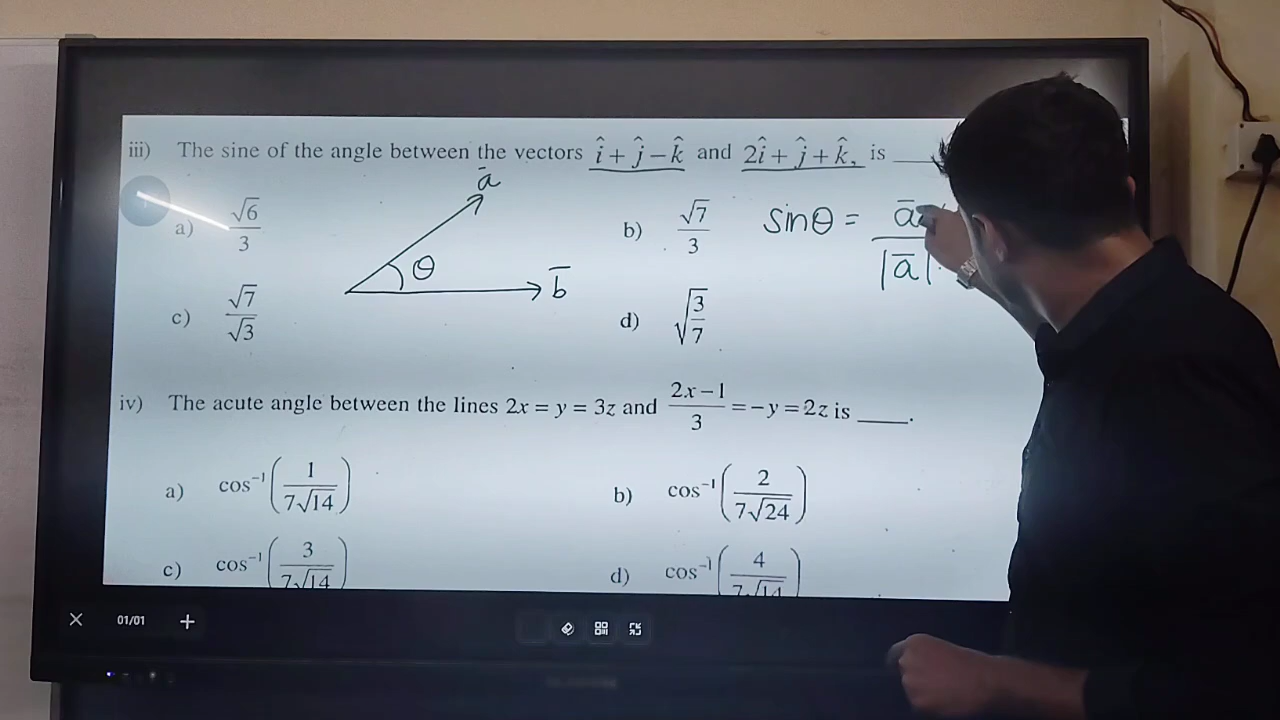 iii) The sine of the angle between the vectors î + ĵ − k̂ and 2î + ĵ + k̂, is ____
a) √6/3
b) √7/3
c) √7/√3
d) √(3/7)
ā
θ
b̄
sinθ = ā / |ā|.
iv) The acute angle between the lines 2x = y = 3z and (2x−1)/3 = −y = 2z is ____.
a) cos⁻¹(1/(7√14))
b) cos⁻¹(2/(7√24))
c) cos⁻¹(3/(7√14))
d) cos⁻¹(4/(7√14))
01/01